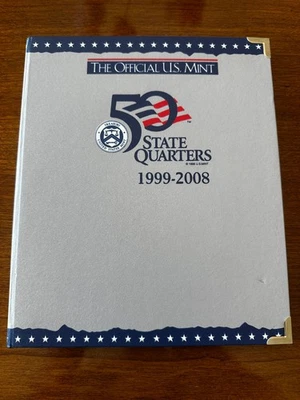 THE OFFICIAL U.S. MINT
50
STATE
QUARTERS
1999-2008